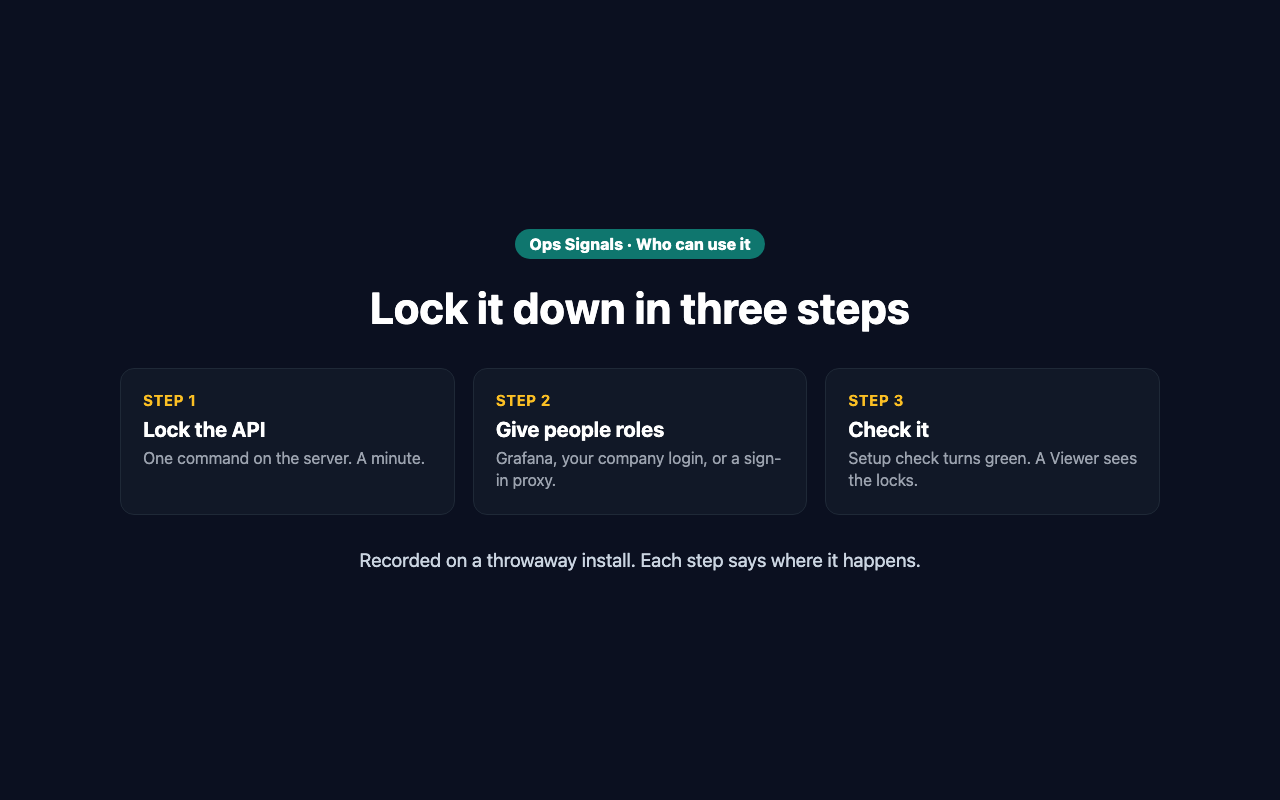 Ops Signals · Who can use it
Lock it down in three steps
STEP 1
Lock the API
One command on the server. A minute.
STEP 2
Give people roles
Grafana, your company login, or a sign-
in proxy.
STEP 3
Check it
Setup check turns green. A Viewer sees
the locks.
Recorded on a throwaway install. Each step says where it happens.